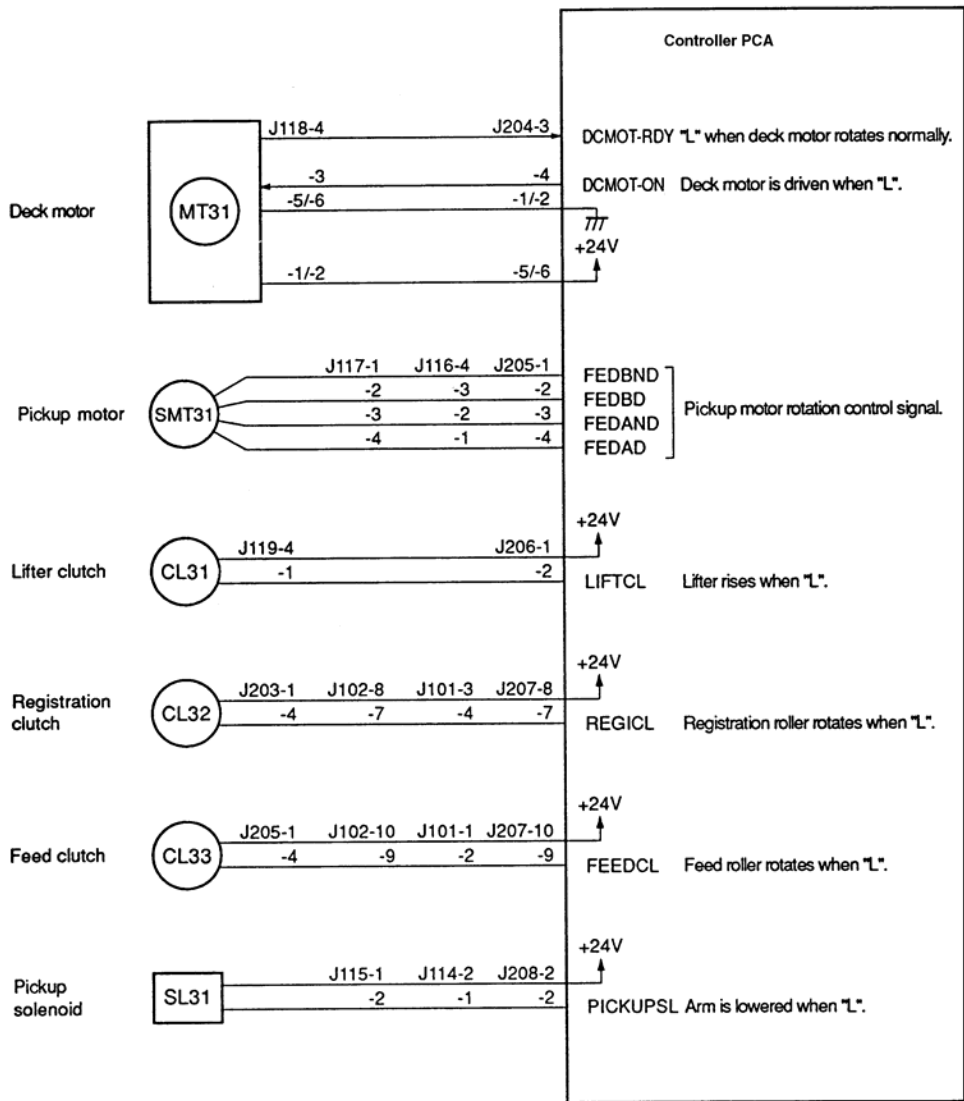 Controller PCA
J118-4 J204-3 DCMOT-RDY "L" when deck motor rotates normally.
-3 -4 DCMOT-ON Deck motor is driven when "L".
Deck motor MT31 -5/-6 -1/-2
+24V
-1/-2 -5/-6
J117-1 J116-4 J205-1 FEDBND
-2 -3 -2 FEDBD
Pickup motor SMT31 -3 -2 -3 FEDAND Pickup motor rotation control signal.
-4 -1 -4 FEDAD
+24V
J119-4 J206-1
Lifter clutch CL31 -1 -2 LIFTCL Lifter rises when "L".
+24V
J203-1 J102-8 J101-3 J207-8
Registration
clutch CL32 -4 -7 -4 -7 REGICL Registration roller rotates when "L".
+24V
J205-1 J102-10 J101-1 J207-10
Feed clutch CL33 -4 -9 -2 -9 FEEDCL Feed roller rotates when "L".
+24V
J115-1 J114-2 J208-2
Pickup
solenoid SL31 -2 -1 -2 PICKUPSL Arm is lowered when "L".